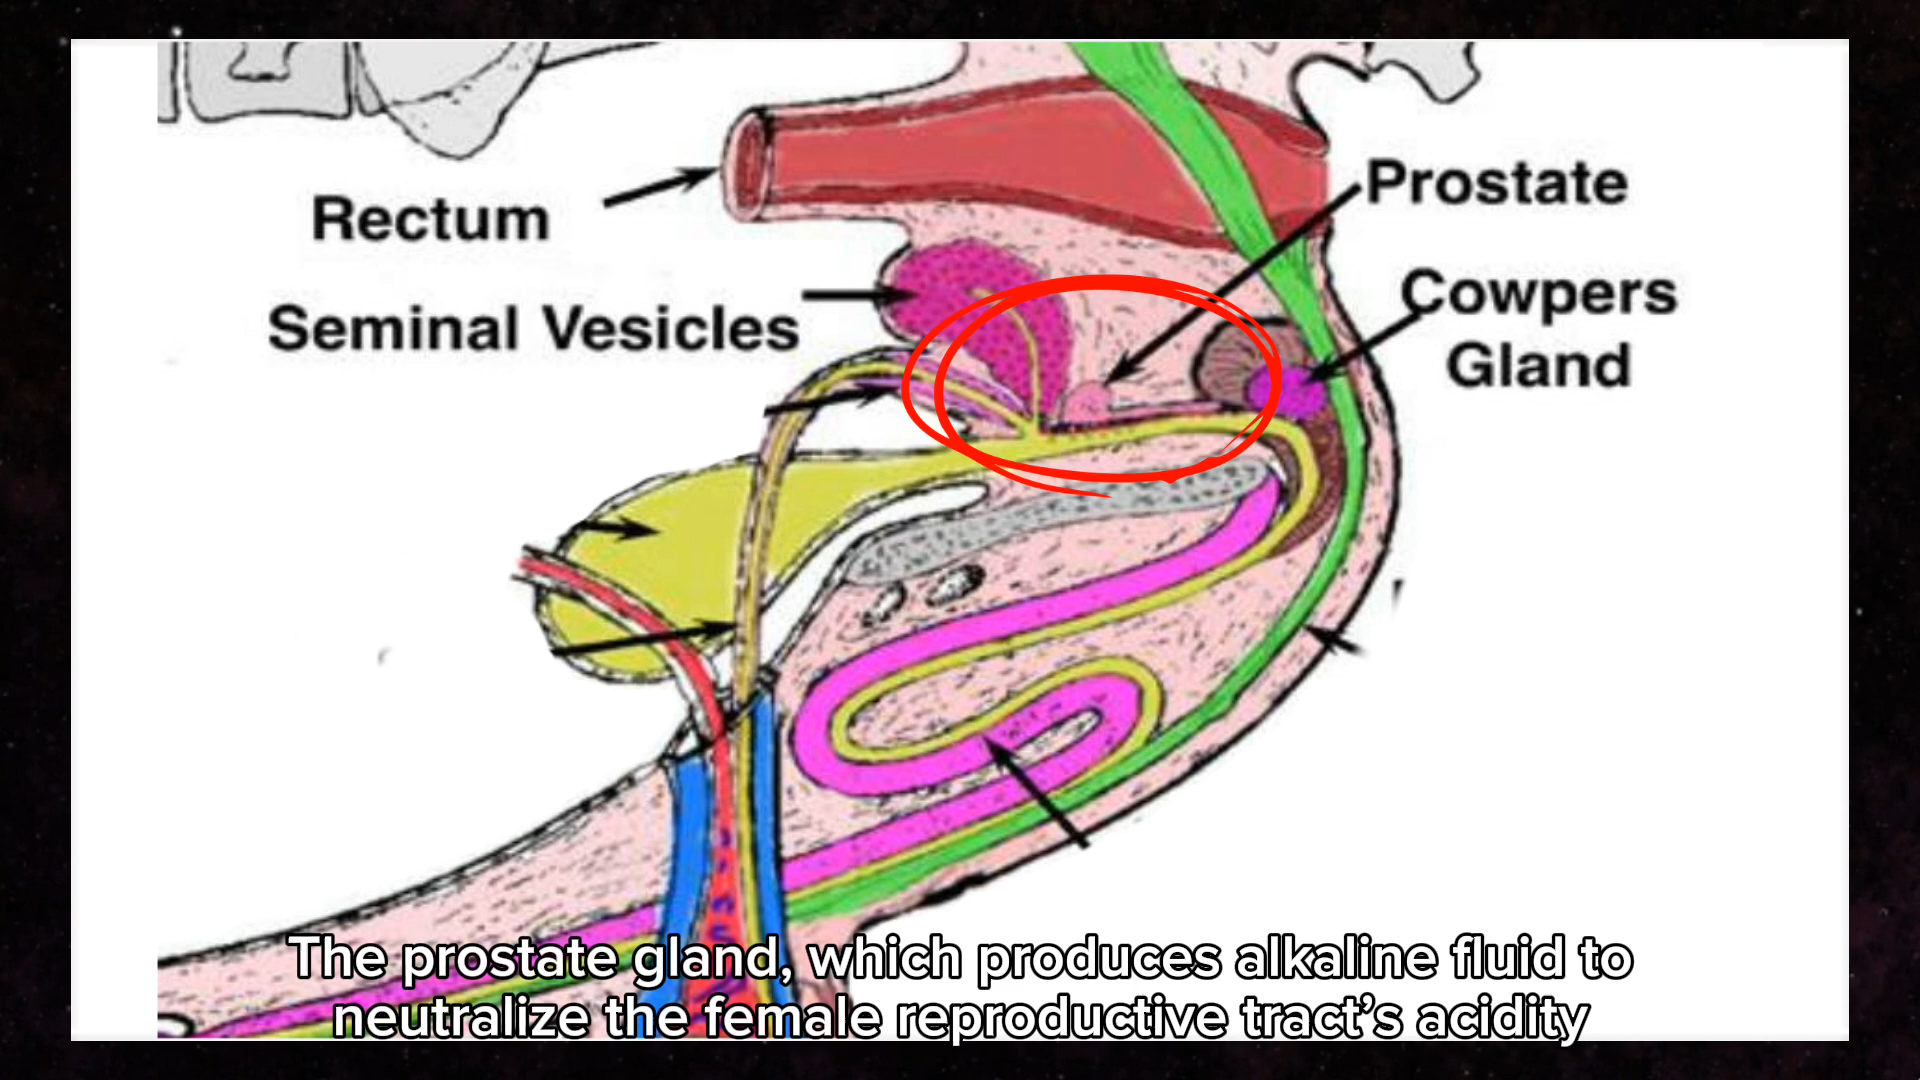 Rectum
Seminal Vesicles
Prostate
Cowpers
Gland
The prostate gland, which produces alkaline fluid to
neutralize the female reproductive tract's acidity